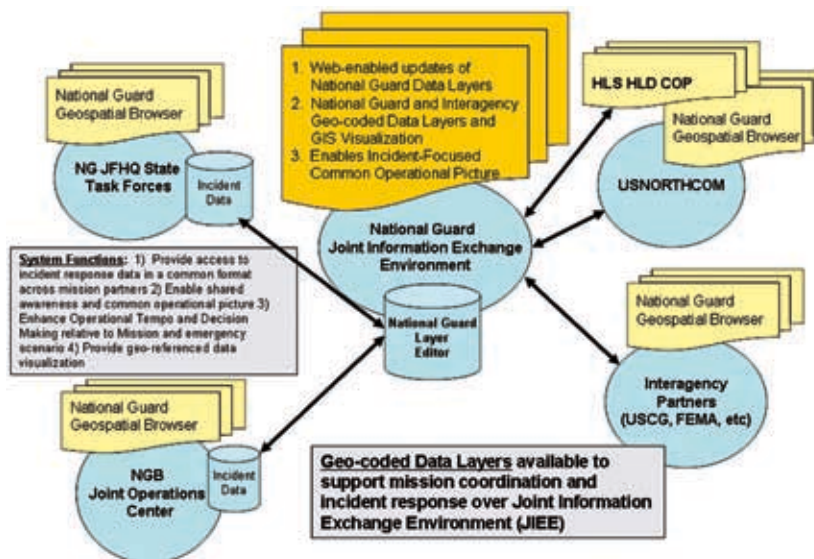 National Guard
Geospatial Browser
NG JFHQ State
Task Forces
Incident
Data
1. Web-enabled updates of
National Guard Data Layers
2. National Guard and Interagency
Geo-coded Data Layers and
GIS Visualization
3. Enables Incident-Focused
Common Operational Picture
National Guard
Joint Information Exchange
Environment
National Guard
Layer
Editor
HLS HLD COP
National Guard
Geospatial Browser
USNORTHCOM
System Functions: 1) Provide access to
incident response data in a common format
across mission partners 2) Enable shared
awareness and common operational picture 3)
Enhance Operational Tempo and Decision
Making relative to Mission and emergency
scenario 4) Provide geo-referenced data
visualization
National Guard
Geospatial Browser
Interagency
Partners
(USCG, FEMA, etc)
National Guard
Geospatial Browser
NGB
Joint Operations
Center
Incident
Data
Geo-coded Data Layers available to
support mission coordination and
incident response over Joint Information
Exchange Environment (JIEE)